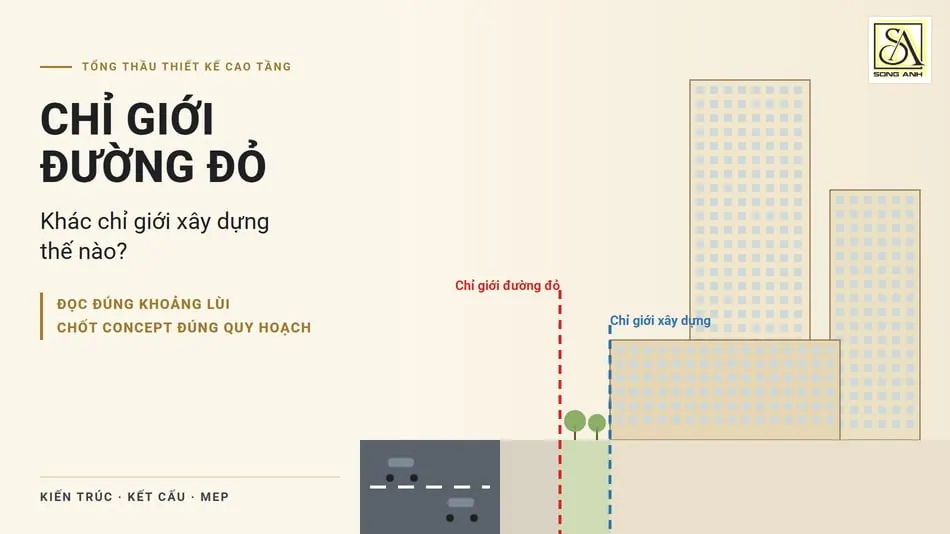 TỔNG THẦU THIẾT KẾ CAO TẦNG
CHỈ GIỚI
ĐƯỜNG ĐỎ
Khác chỉ giới xây dựng
thế nào?
ĐỌC ĐÚNG KHOẢNG LÙI
CHỐT CONCEPT ĐÚNG QUY HOẠCH
KIẾN TRÚC · KẾT CẤU · MEP
Chỉ giới đường đỏ
Chỉ giới xây dựng
SA
SONG ANH